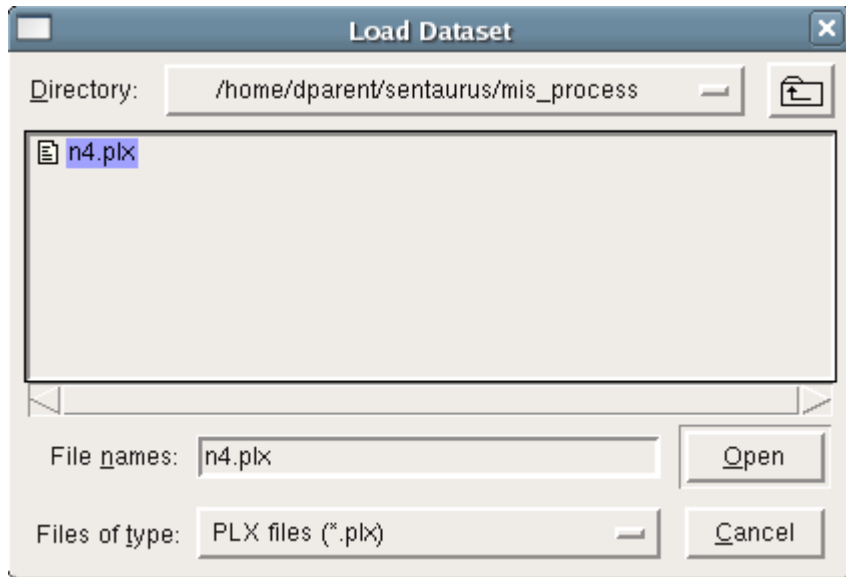 Load Dataset
Directory: /home/dparent/sentaurus/mis_process
n4.plx
File names: n4.plx Open
Files of type: PLX files (*.plx) Cancel